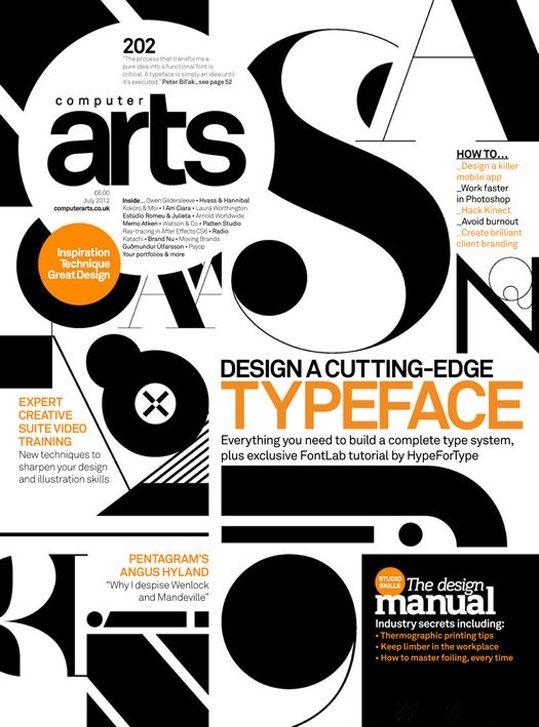 202
"The process that transforms a
pure idea into a functional font is
critical. A typeface is simply an idea until
it's executed." Peter Bil'ak, see page 52
computer
arts
£6.00
July 2012
computerarts.co.uk
Inside_ Owen Gildersleeve • Hvass & Hannibal
Kokoro & Moi • I Am Ciara • Laura Worthington
Estúdio Romeu & Julieta • Arnold Worldwide
Memo Akten • Watson & Co • Patten Studio
Ray-tracing in After Effects CS6 • Radio
Katachi • Brand Nu • Moving Brands
Guðmundur Úlfarsson • Psyop
Your portfolios & more
Inspiration
Technique
Great Design
HOW TO...
_Design a killer
mobile app
_Work faster
in Photoshop
_Hack Kinect
_Avoid burnout
_Create brilliant
client branding
DESIGN A CUTTING-EDGE
TYPEFACE
Everything you need to build a complete type system,
plus exclusive FontLab tutorial by HypeForType
EXPERT
CREATIVE
SUITE VIDEO
TRAINING
New techniques to
sharpen your design
and illustration skills
PENTAGRAM'S
ANGUS HYLAND
"Why I despise Wenlock
and Mandeville"
STUDIO
SKILLS
The design
manual
Industry secrets including:
• Thermographic printing tips
• Keep limber in the workplace
• How to master foiling, every time